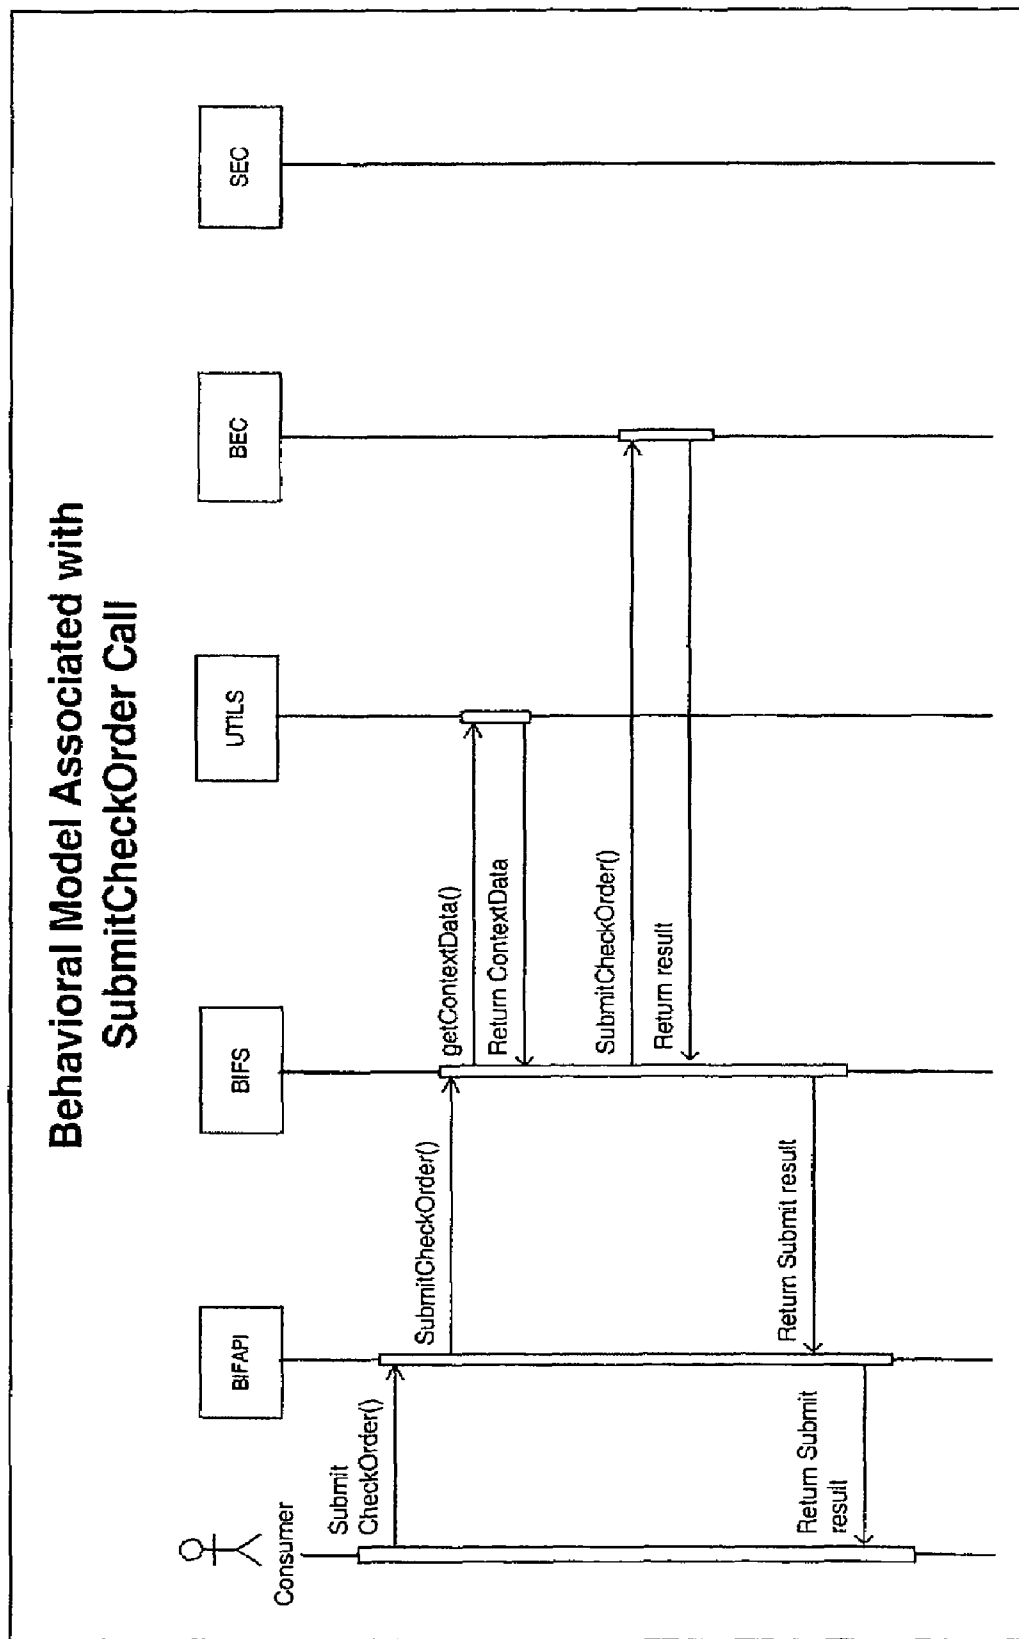 Behavioral Model Associated with
SubmitCheckOrder Call
Consumer
BIFAPI
BIFS
UTILS
BEC
SEC
Submit
CheckOrder()
SubmitCheckOrder()
getContextData()
Return ContextData
SubmitCheckOrder()
Return result
Return Submit result
Return Submit
result